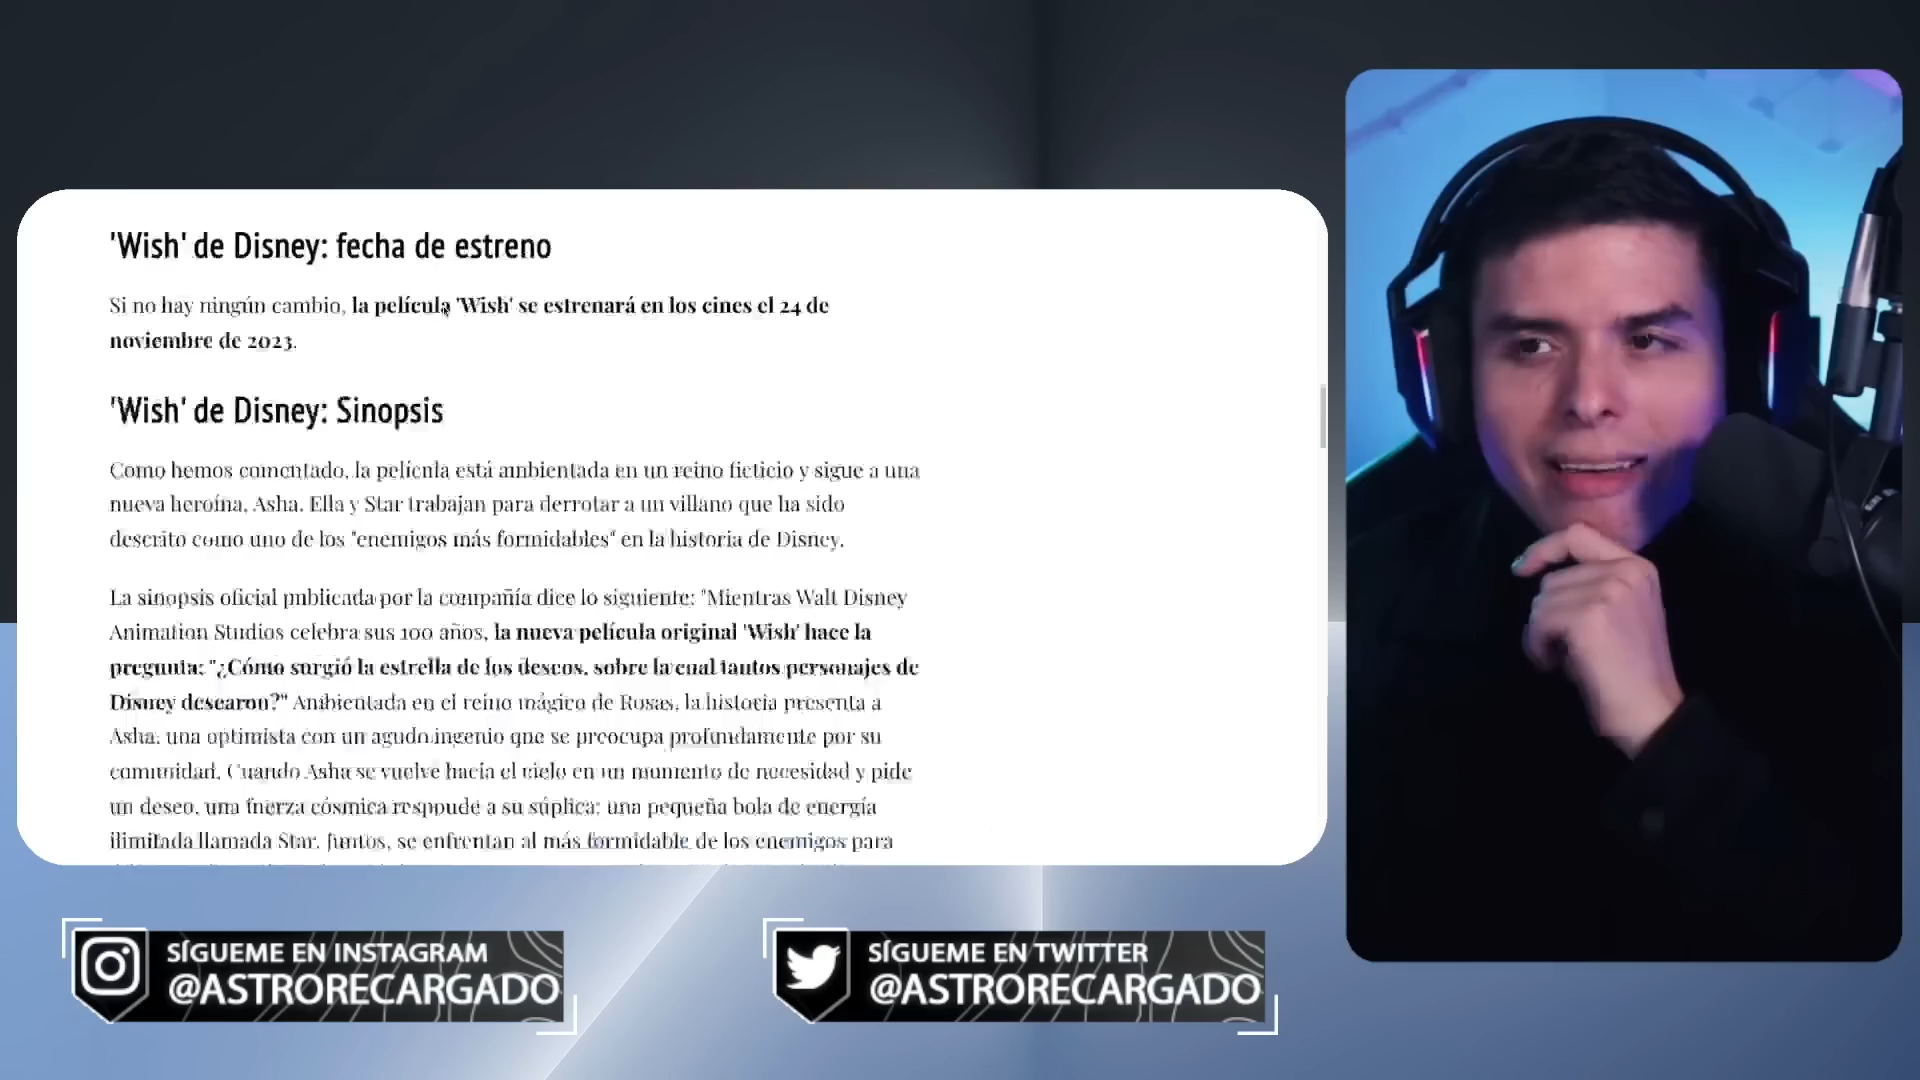 'Wish' de Disney: fecha de estreno
Si no hay ningún cambio, la película 'Wish' se estrenará en los cines el 24 de
noviembre de 2023.
'Wish' de Disney: Sinopsis
Como hemos comentado, la película está ambientada en un reino ficticio y sigue a una
nueva heroína, Asha. Ella y Star trabajan para derrotar a un villano que ha sido
descrito como uno de los "enemigos más formidables" en la historia de Disney.
La sinopsis oficial publicada por la compañía dice lo siguiente: "Mientras Walt Disney
Animation Studios celebra sus 100 años, la nueva película original 'Wish' hace la
pregunta: "¿Cómo surgió la estrella de los deseos, sobre la cual tantos personajes de
Disney desearon?" Ambientada en el reino mágico de Rosas, la historia presenta a
Asha, una optimista con un agudo ingenio que se preocupa profundamente por su
comunidad. Cuando Asha se vuelve hacia el cielo en un momento de necesidad y pide
un deseo, una fuerza cósmica responde a su súplica: una pequeña bola de energía
ilimitada llamada Star. Juntos, se enfrentan al más formidable de los enemigos para
SÍGUEME EN INSTAGRAM
@ASTRORECARGADO
SÍGUEME EN TWITTER
@ASTRORECARGADO